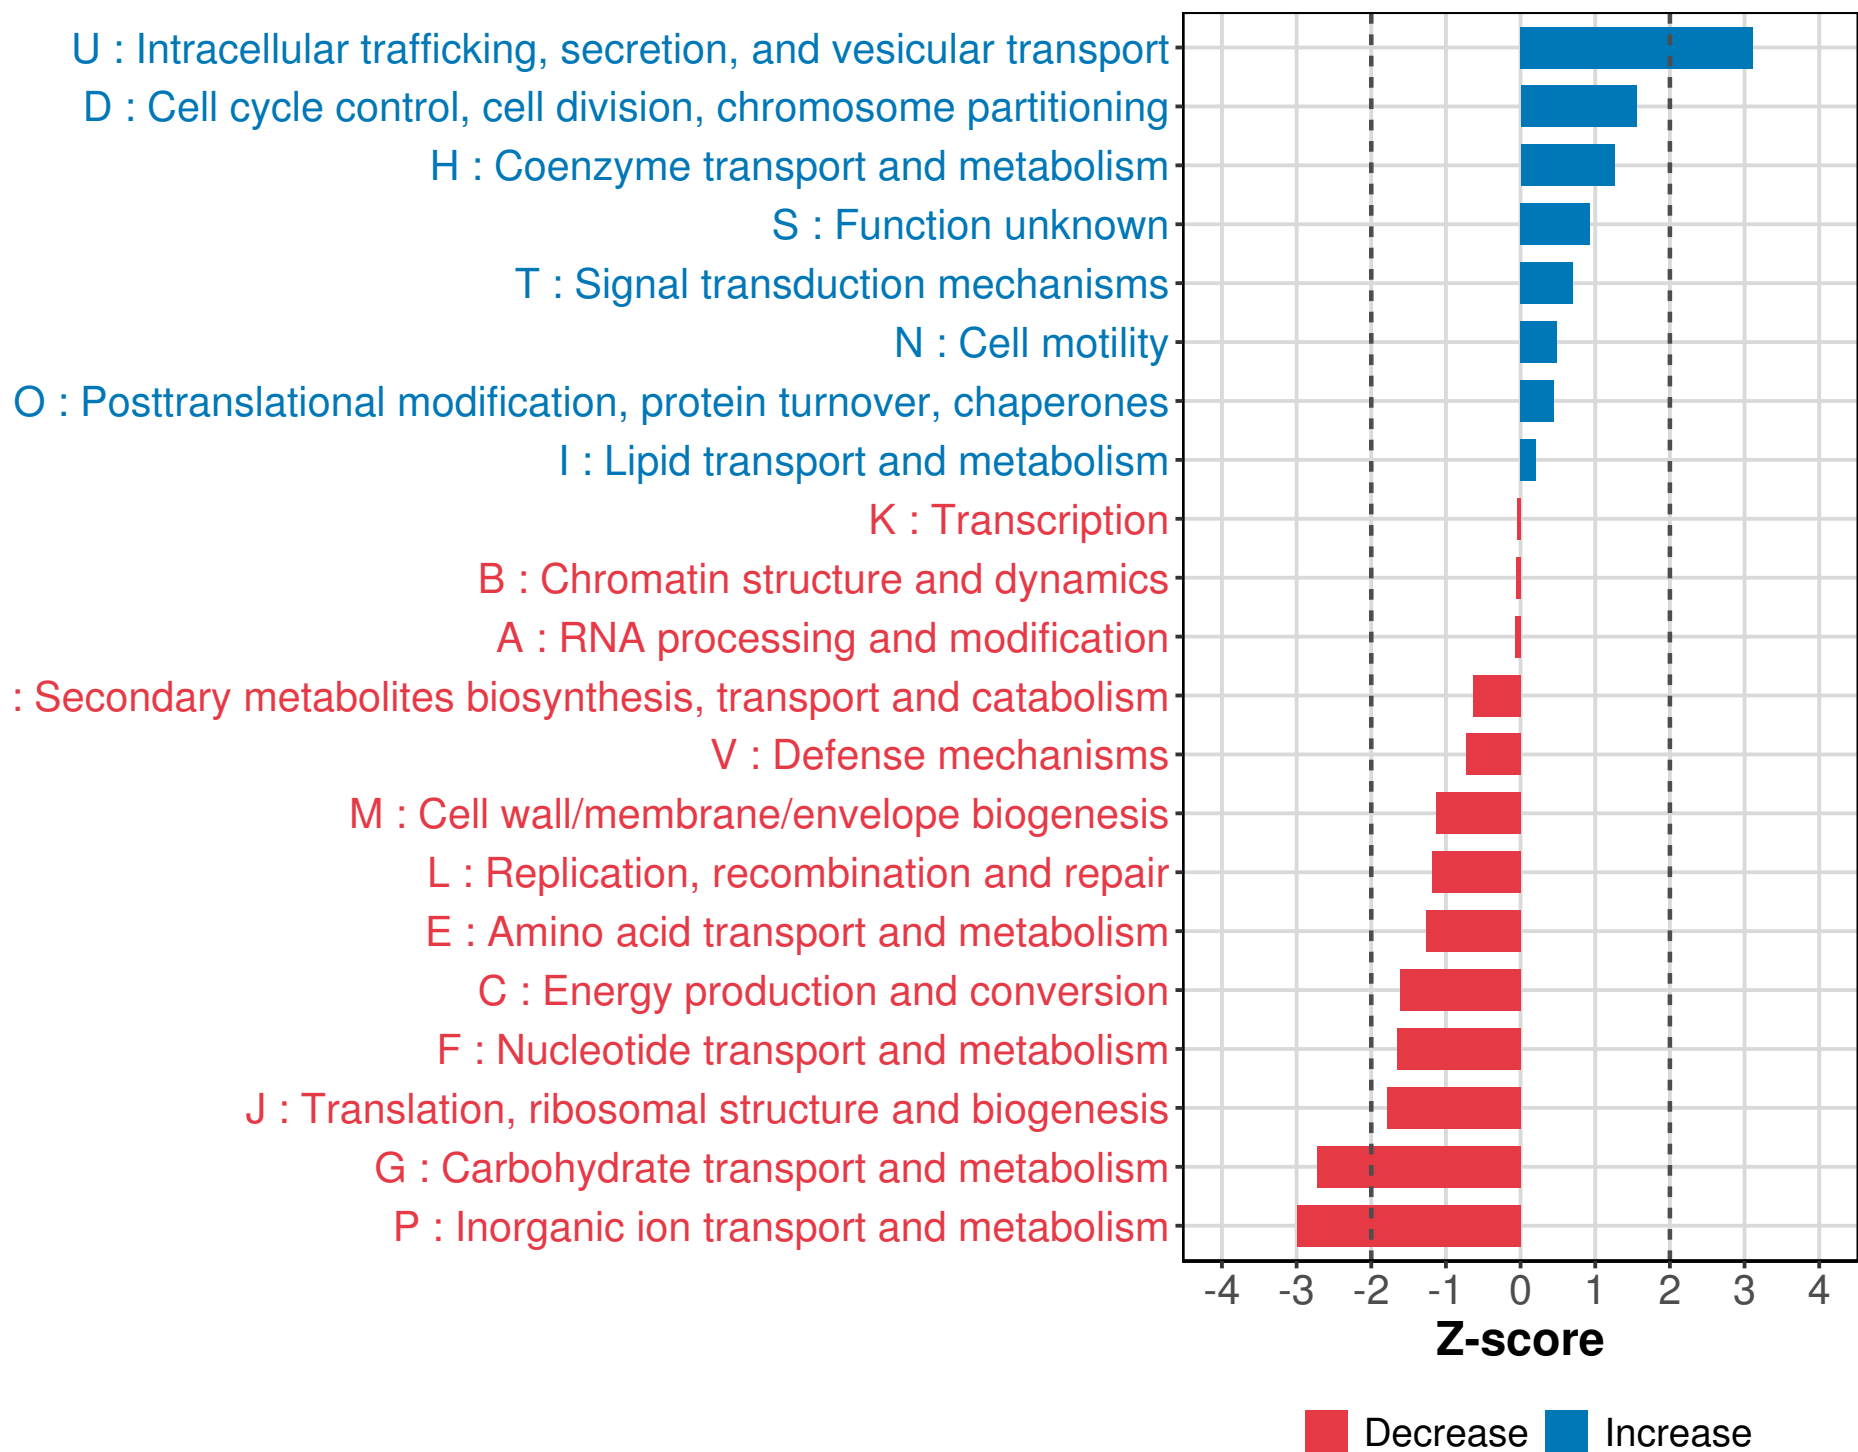 U : Intracellular trafficking, secretion, and vesicular transport
D : Cell cycle control, cell division, chromosome partitioning
H : Coenzyme transport and metabolism
S : Function unknown
T : Signal transduction mechanisms
N : Cell motility
O : Posttranslational modification, protein turnover, chaperones
I : Lipid transport and metabolism
K : Transcription
B : Chromatin structure and dynamics
A : RNA processing and modification
: Secondary metabolites biosynthesis, transport and catabolism
V : Defense mechanisms
M : Cell wall/membrane/envelope biogenesis
L : Replication, recombination and repair
E : Amino acid transport and metabolism
C : Energy production and conversion
F : Nucleotide transport and metabolism
J : Translation, ribosomal structure and biogenesis
G : Carbohydrate transport and metabolism
P : Inorganic ion transport and metabolism
-4 -3 -2 -1 0 1 2 3 4
Z-score
Decrease Increase